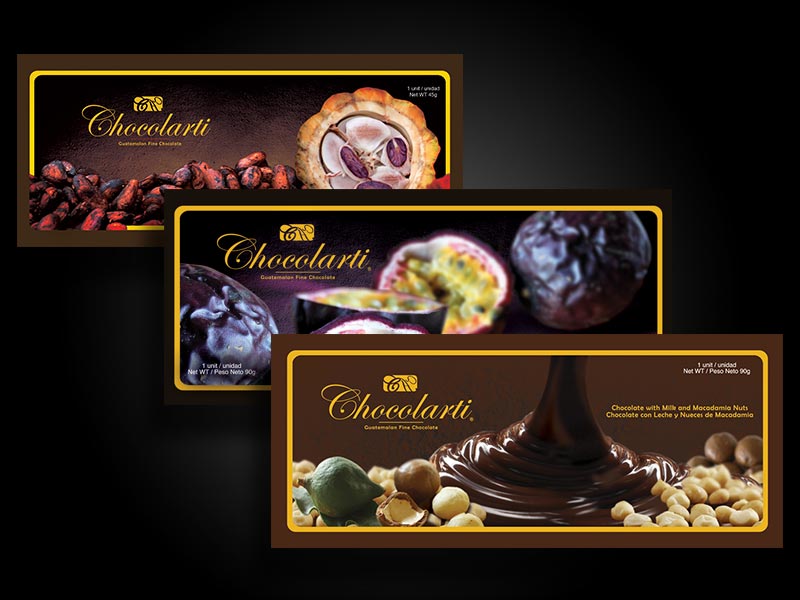 1 unit / unidad
Net WT 45g
Chocolarti
Guatemalan Fine Chocolate
Chocolarti®
Guatemalan Fine Chocolate
1 unit / unidad
Net WT / Peso Neto 90g
1 unit / unidad
Net WT / Peso Neto 90g
Chocolarti®
Guatemalan Fine Chocolate
Chocolate with Milk and Macadamia Nuts
Chocolate con Leche y Nueces de Macadamia